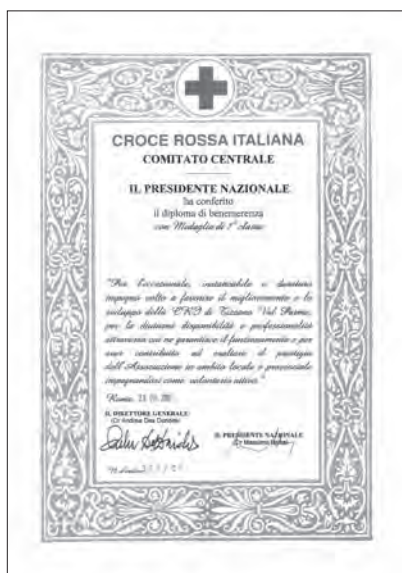 CROCE ROSSA ITALIANA
COMITATO CENTRALE
IL PRESIDENTE NAZIONALE
ha conferito
il diploma di benemerenza
con Medaglia di 1ª classe
"Per l'eccezionale, instancabile e duraturo
impegno volto a favorire il miglioramento e lo
sviluppo della CRI di Tizzano Val Parma,
per la costante disponibilità e professionalità
attraverso cui ne garantisce il funzionamento e per
aver contribuito ad esaltare il prestigio
dell'Associazione in ambito locale e provinciale
impegnandosi come volontario attivo."
Roma,
IL DIRETTORE GENERALE
IL PRESIDENTE NAZIONALE